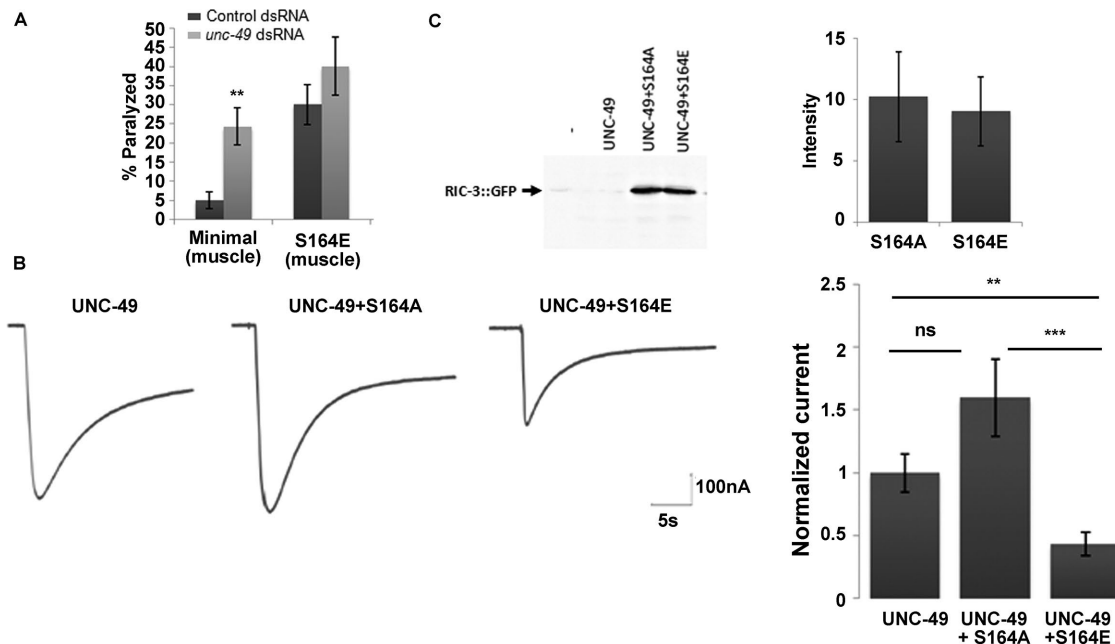 A
Control dsRNA
unc-49 dsRNA
% Paralyzed
50
45
40
35
30
25
20
15
10
5
0
**
Minimal
(muscle)
S164E
(muscle)
C
UNC-49
UNC-49+S164A
UNC-49+S164E
RIC-3::GFP
Intensity
15
10
5
0
S164A
S164E
B
UNC-49
UNC-49+S164A
UNC-49+S164E
100nA
5s
Normalized current
2.5
2
1.5
1
0.5
0
**
ns
***
UNC-49
UNC-49
+ S164A
UNC-49
+S164E